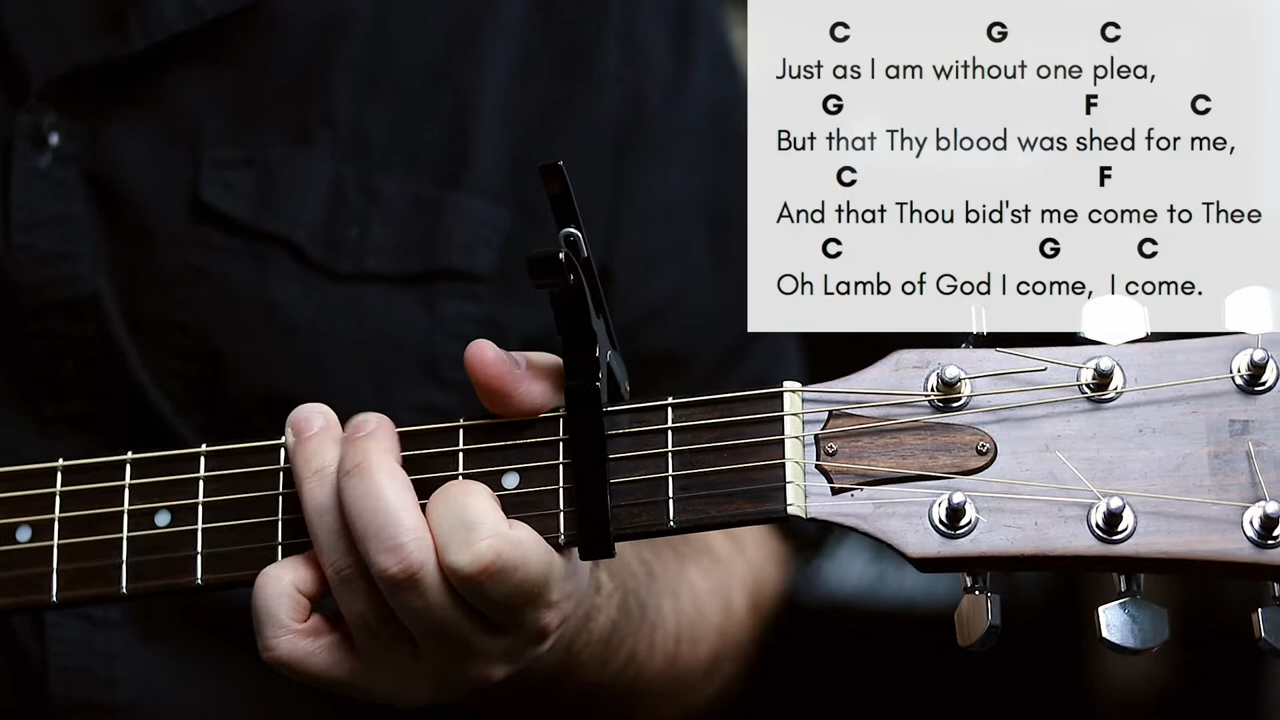 C G C
Just as I am without one plea,
G F C
But that Thy blood was shed for me,
C F
And that Thou bid'st me come to Thee
C G C
Oh Lamb of God I come, I come.